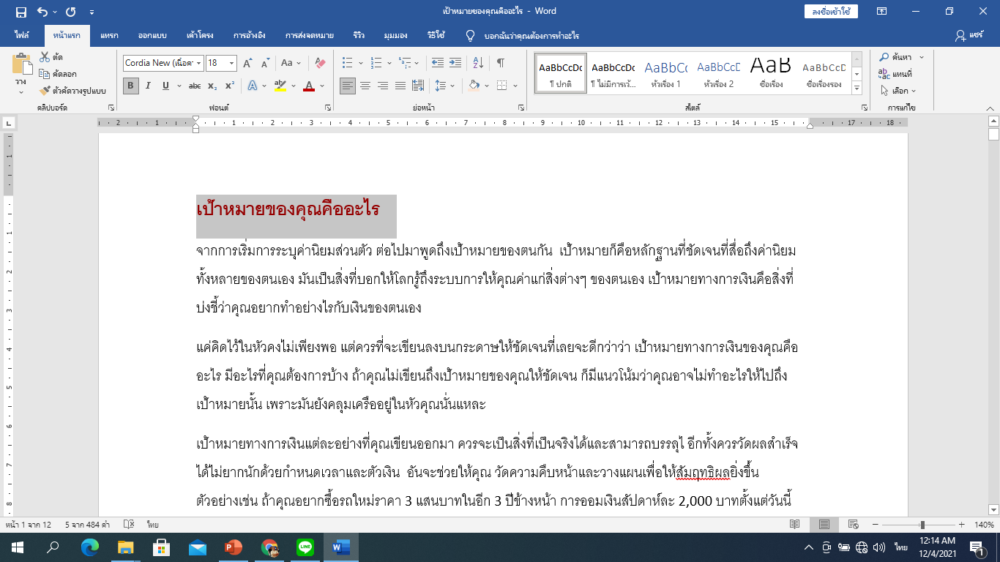 เป้าหมายของคุณคืออะไร - Word
ลงชื่อเข้าใช้
ไฟล์ หน้าแรก แทรก ออกแบบ เค้าโครง การอ้างอิง การส่งจดหมาย รีวิว มุมมอง วิธีใช้ บอกฉันว่าคุณต้องการทำอะไร แชร์
วาง
ตัด
คัดลอก
ตัวคัดวางรูปแบบ
คลิปบอร์ด
Cordia New (เนื้อค 18
ฟอนต์
ย่อหน้า
AaBbCcDc AaBbCcDc AaBbCc AaBbCcD AaB AaBbCcD
¶ ปกติ ¶ ไม่มีการเว้... หัวเรื่อง 1 หัวเรื่อง 2 ชื่อเรื่อง ชื่อเรื่องรอง
สไตล์
ค้นหา
แทนที่
เลือก
การแก้ไข
เป้าหมายของคุณคืออะไร
จากการเริ่มการระบุค่านิยมส่วนตัว ต่อไปมาพูดถึงเป้าหมายของตนกัน เป้าหมายก็คือหลักฐานที่ชัดเจนที่สื่อถึงค่านิยม
ทั้งหลายของตนเอง มันเป็นสิ่งที่บอกให้โลกรู้ถึงระบบการให้คุณค่าแก่สิ่งต่างๆ ของตนเอง เป้าหมายทางการเงินคือสิ่งที่
บ่งชี้ว่าคุณอยากทำอย่างไรกับเงินของตนเอง
แค่คิดไว้ในหัวคงไม่เพียงพอ แต่ควรที่จะเขียนลงบนกระดาษให้ชัดเจนที่เลยจะดีกว่าว่า เป้าหมายทางการเงินของคุณคือ
อะไร มีอะไรที่คุณต้องการบ้าง ถ้าคุณไม่เขียนถึงเป้าหมายของคุณให้ชัดเจน ก็มีแนวโน้มว่าคุณอาจไม่ทำอะไรให้ไปถึง
เป้าหมายนั้น เพราะมันยังคลุมเครืออยู่ในหัวคุณนั่นแหละ
เป้าหมายทางการเงินแต่ละอย่างที่คุณเขียนออกมา ควรจะเป็นสิ่งที่เป็นจริงได้และสามารถบรรลุไ อีกทั้งควรวัดผลสำเร็จ
ได้ไม่ยากนักด้วยกำหนดเวลาและตัวเงิน อันจะช่วยให้คุณ วัดความคืบหน้าและวางแผนเพื่อให้สัมฤทธิผลยิ่งขึ้น
ตัวอย่างเช่น ถ้าคุณอยากซื้อรถใหม่ราคา 3 แสนบาทในอีก 3 ปีข้างหน้า การออมเงินสัปดาห์ละ 2,000 บาทตั้งแต่วันนี้
หน้า 1 จาก 12 5 จาก 484 คำ ไทย 140%
ไทย 12:14 AM
12/4/2021